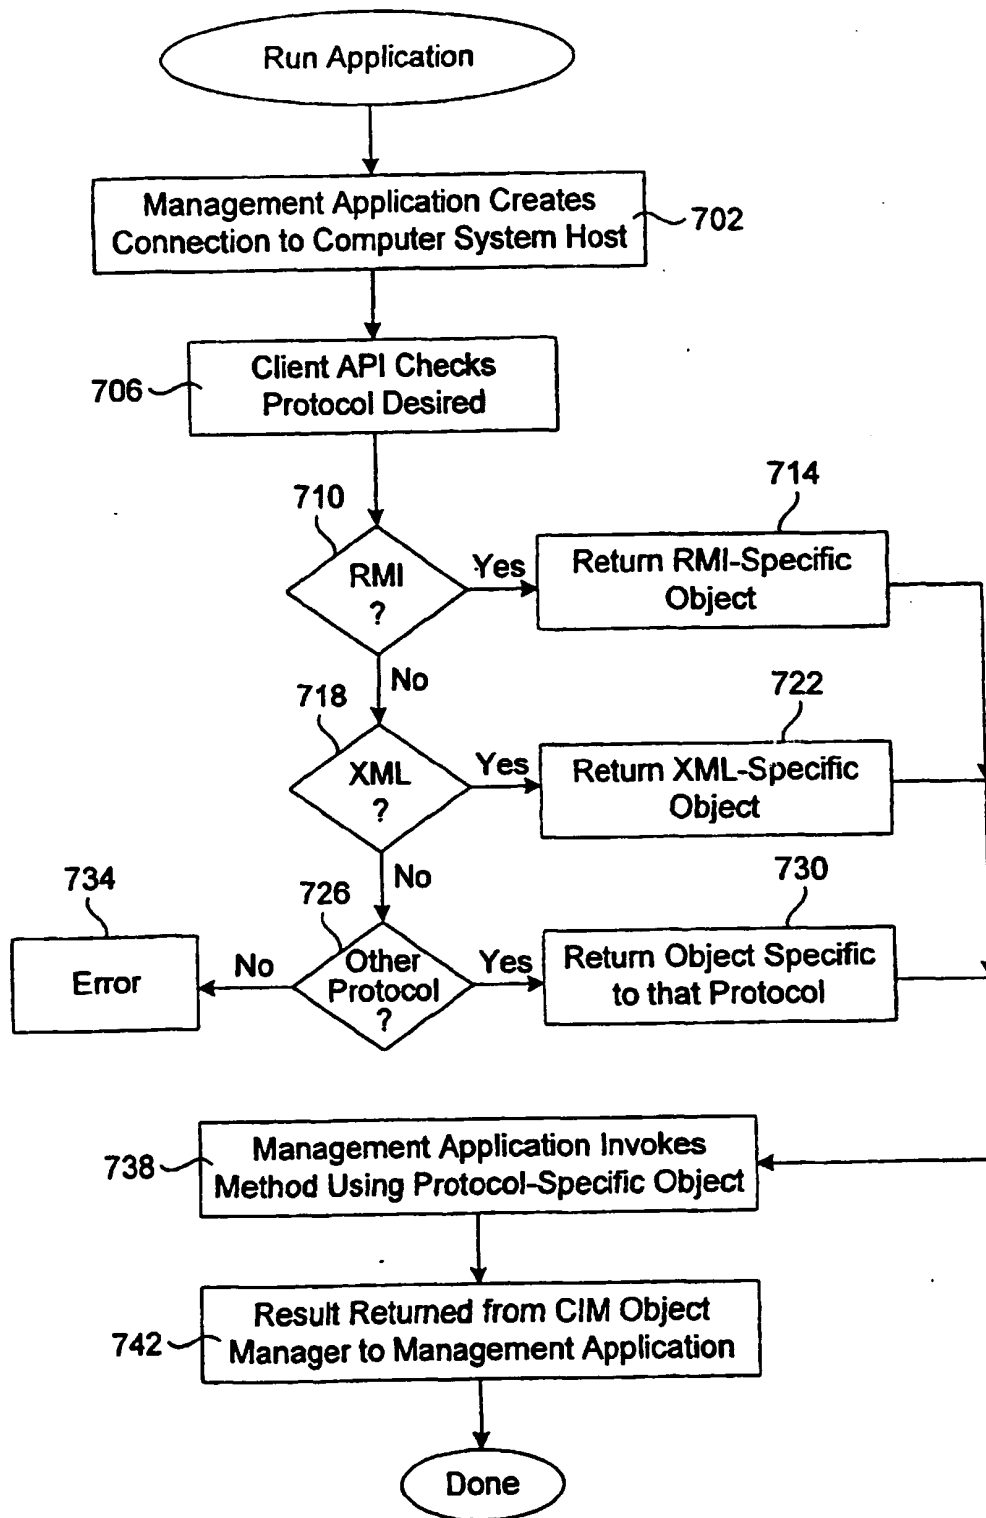 Run Application
Management Application Creates
Connection to Computer System Host
702
Client API Checks
Protocol Desired
706
710
RMI
?
Yes
714
Return RMI-Specific
Object
No
718
XML
?
Yes
722
Return XML-Specific
Object
No
726
Other
Protocol
?
Yes
730
Return Object Specific
to that Protocol
No
734
Error
Management Application Invokes
Method Using Protocol-Specific Object
738
Result Returned from CIM Object
Manager to Management Application
742
Done